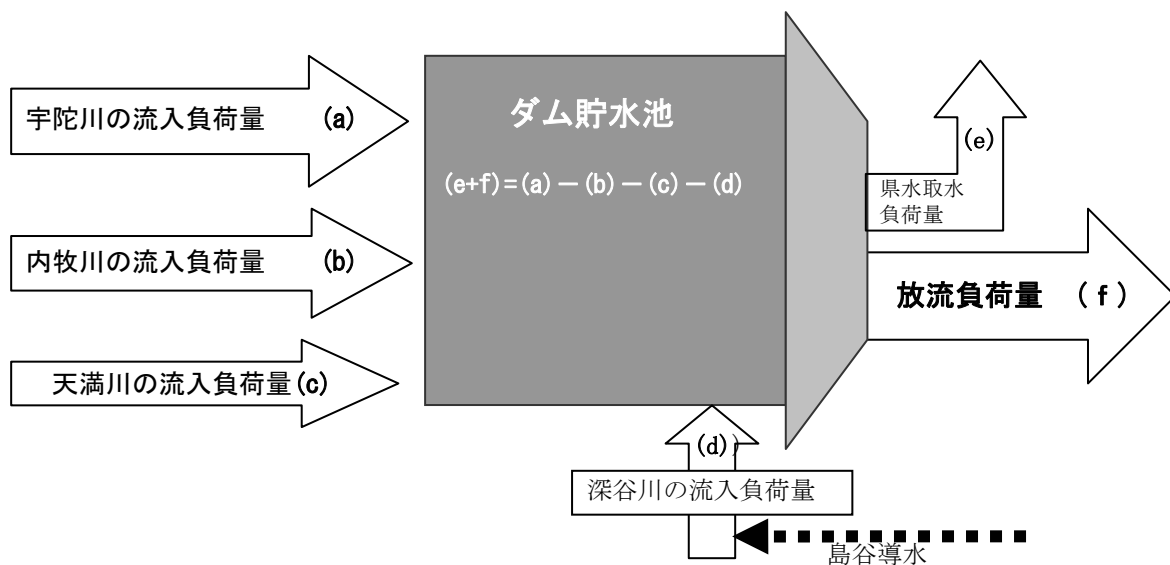 宇陀川の流入負荷量 (a)
内牧川の流入負荷量 (b)
天満川の流入負荷量(c)
ダム貯水池
(e+f)=(a)-(b)-(c)-(d)
(e)
県水取水
負荷量
放流負荷量 (f)
(d))
深谷川の流入負荷量
島谷導水